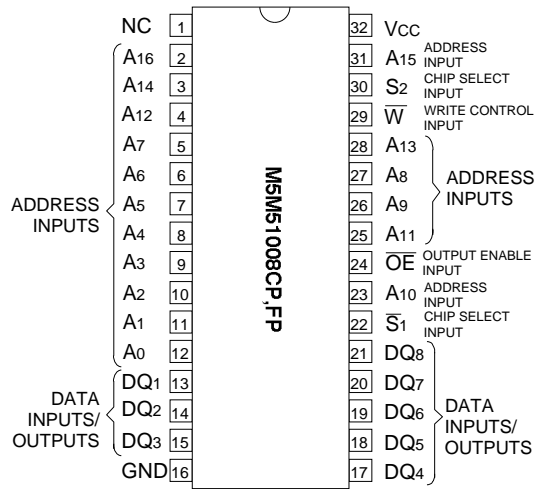 NC 1
A16 2
A14 3
A12 4
A7 5
A6 6
A5 7
A4 8
A3 9
A2 10
A1 11
A0 12
DQ1 13
DQ2 14
DQ3 15
GND 16
ADDRESS
INPUTS
DATA
INPUTS/
OUTPUTS
M5M51008CP,FP
32 VCC
31 A15 ADDRESS
INPUT
30 S2 CHIP SELECT
INPUT
29 W̅ WRITE CONTROL
INPUT
28 A13
27 A8
26 A9
25 A11
ADDRESS
INPUTS
24 O̅E̅ OUTPUT ENABLE
INPUT
23 A10 ADDRESS
INPUT
22 S̅1 CHIP SELECT
INPUT
21 DQ8
20 DQ7
19 DQ6
18 DQ5
17 DQ4
DATA
INPUTS/
OUTPUTS